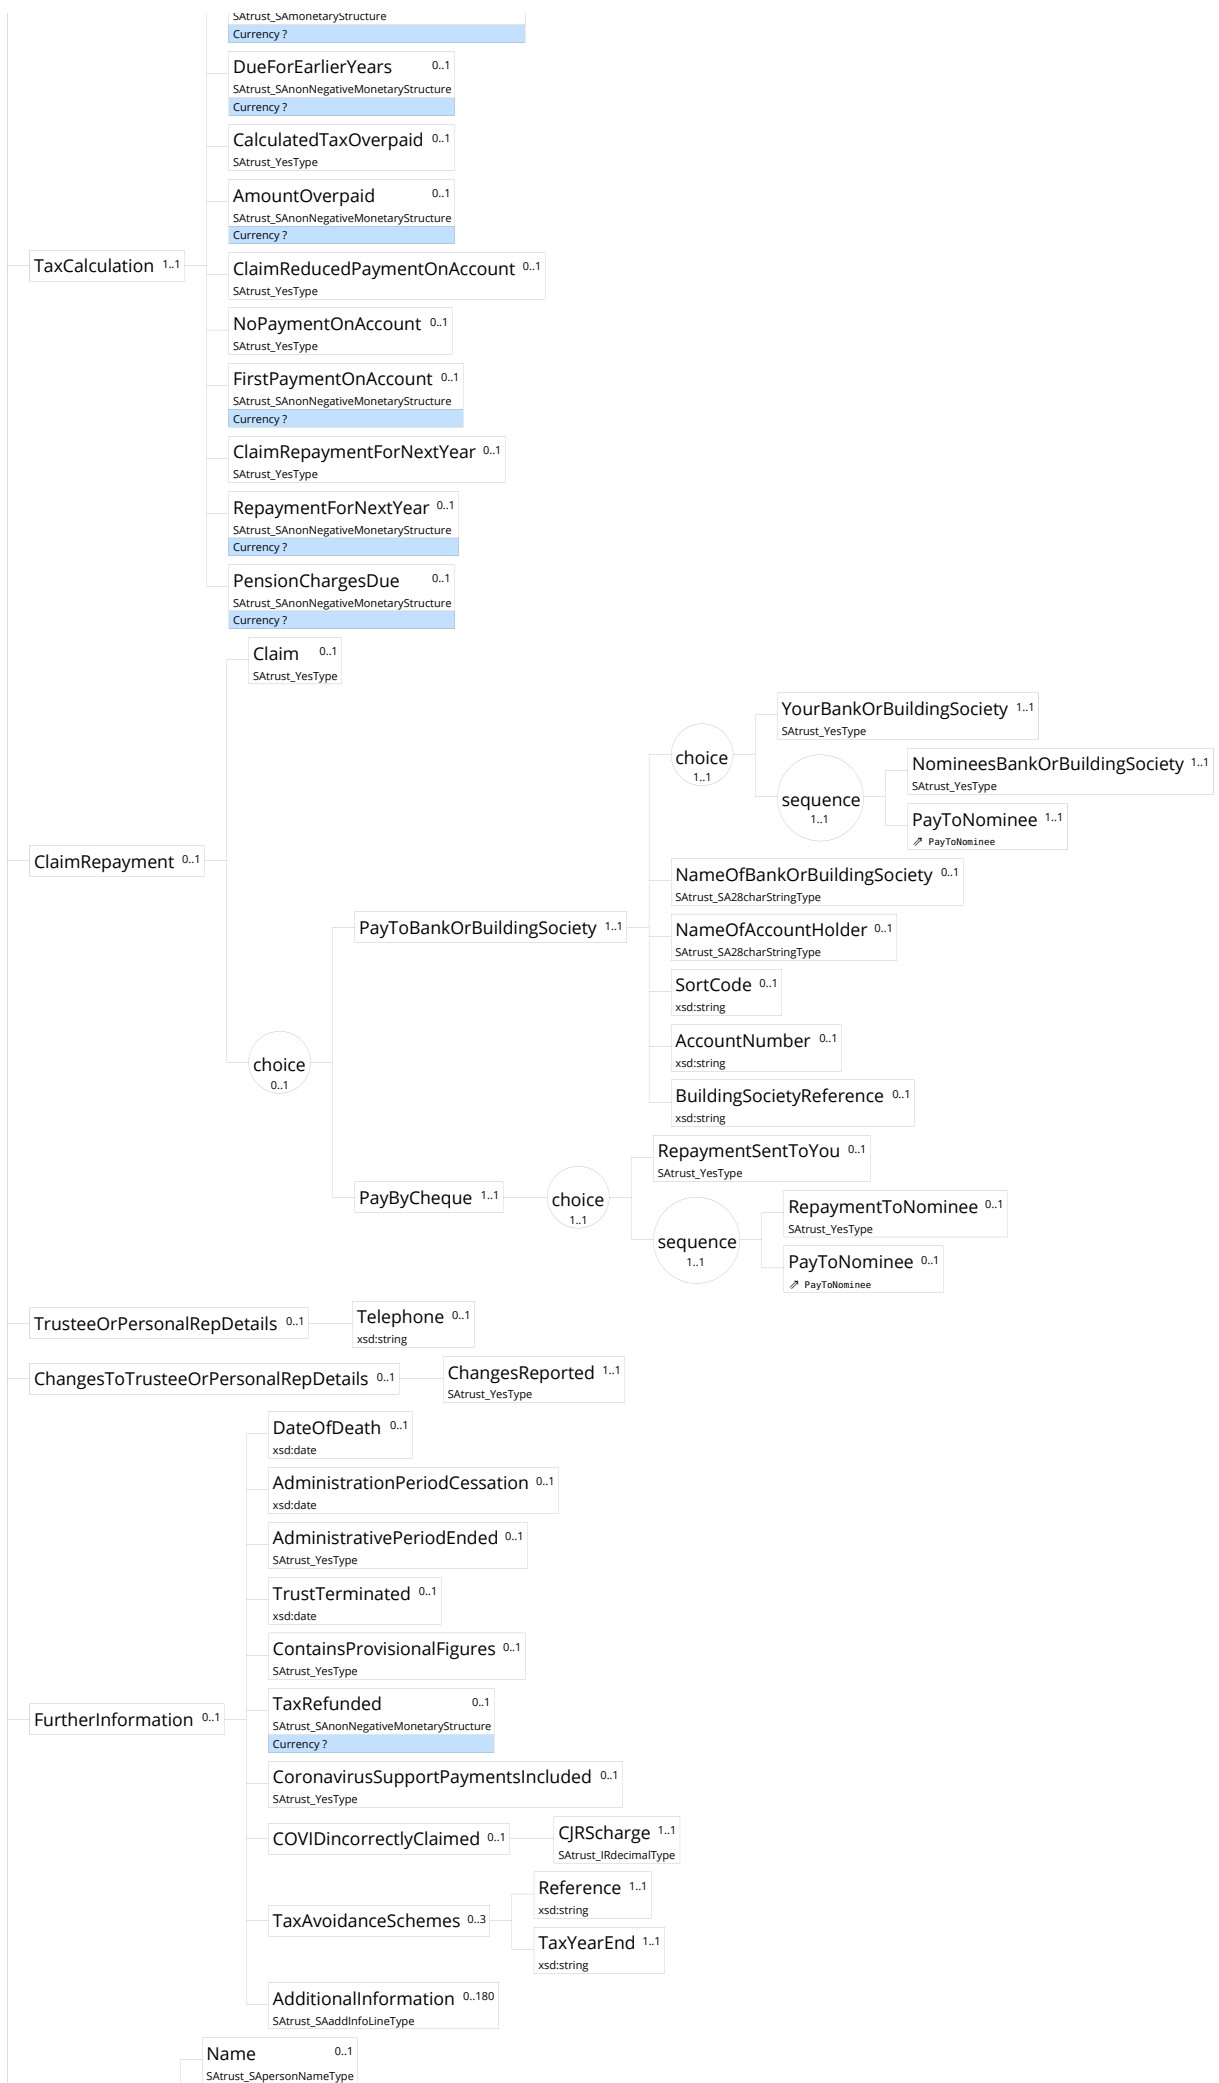 SAtrust_SAmonetaryStructure
Currency ?
DueForEarlierYears 0..1
SAtrust_SAnonNegativeMonetaryStructure
Currency ?
CalculatedTaxOverpaid 0..1
SAtrust_YesType
AmountOverpaid 0..1
SAtrust_SAnonNegativeMonetaryStructure
Currency ?
TaxCalculation 1..1
ClaimReducedPaymentOnAccount 0..1
SAtrust_YesType
NoPaymentOnAccount 0..1
SAtrust_YesType
FirstPaymentOnAccount 0..1
SAtrust_SAnonNegativeMonetaryStructure
Currency ?
ClaimRepaymentForNextYear 0..1
SAtrust_YesType
RepaymentForNextYear 0..1
SAtrust_SAnonNegativeMonetaryStructure
Currency ?
PensionChargesDue 0..1
SAtrust_SAnonNegativeMonetaryStructure
Currency ?
Claim 0..1
SAtrust_YesType
YourBankOrBuildingSociety 1..1
SAtrust_YesType
choice
1..1
NomineesBankOrBuildingSociety 1..1
SAtrust_YesType
sequence
1..1
PayToNominee 1..1
⇗ PayToNominee
ClaimRepayment 0..1
NameOfBankOrBuildingSociety 0..1
SAtrust_SA28charStringType
PayToBankOrBuildingSociety 1..1
NameOfAccountHolder 0..1
SAtrust_SA28charStringType
SortCode 0..1
xsd:string
AccountNumber 0..1
xsd:string
choice
0..1
BuildingSocietyReference 0..1
xsd:string
RepaymentSentToYou 0..1
SAtrust_YesType
PayByCheque 1..1
choice
1..1
RepaymentToNominee 0..1
SAtrust_YesType
sequence
1..1
PayToNominee 0..1
⇗ PayToNominee
TrusteeOrPersonalRepDetails 0..1
Telephone 0..1
xsd:string
ChangesToTrusteeOrPersonalRepDetails 0..1
ChangesReported 1..1
SAtrust_YesType
DateOfDeath 0..1
xsd:date
AdministrationPeriodCessation 0..1
xsd:date
AdministrativePeriodEnded 0..1
SAtrust_YesType
TrustTerminated 0..1
xsd:date
ContainsProvisionalFigures 0..1
SAtrust_YesType
FurtherInformation 0..1
TaxRefunded 0..1
SAtrust_SAnonNegativeMonetaryStructure
Currency ?
CoronavirusSupportPaymentsIncluded 0..1
SAtrust_YesType
COVIDincorrectlyClaimed 0..1
CJRScharge 1..1
SAtrust_IRdecimalType
Reference 1..1
xsd:string
TaxAvoidanceSchemes 0..3
TaxYearEnd 1..1
xsd:string
AdditionalInformation 0..180
SAtrust_SAaddInfoLineType
Name 0..1
SAtrust_SApersonNameType